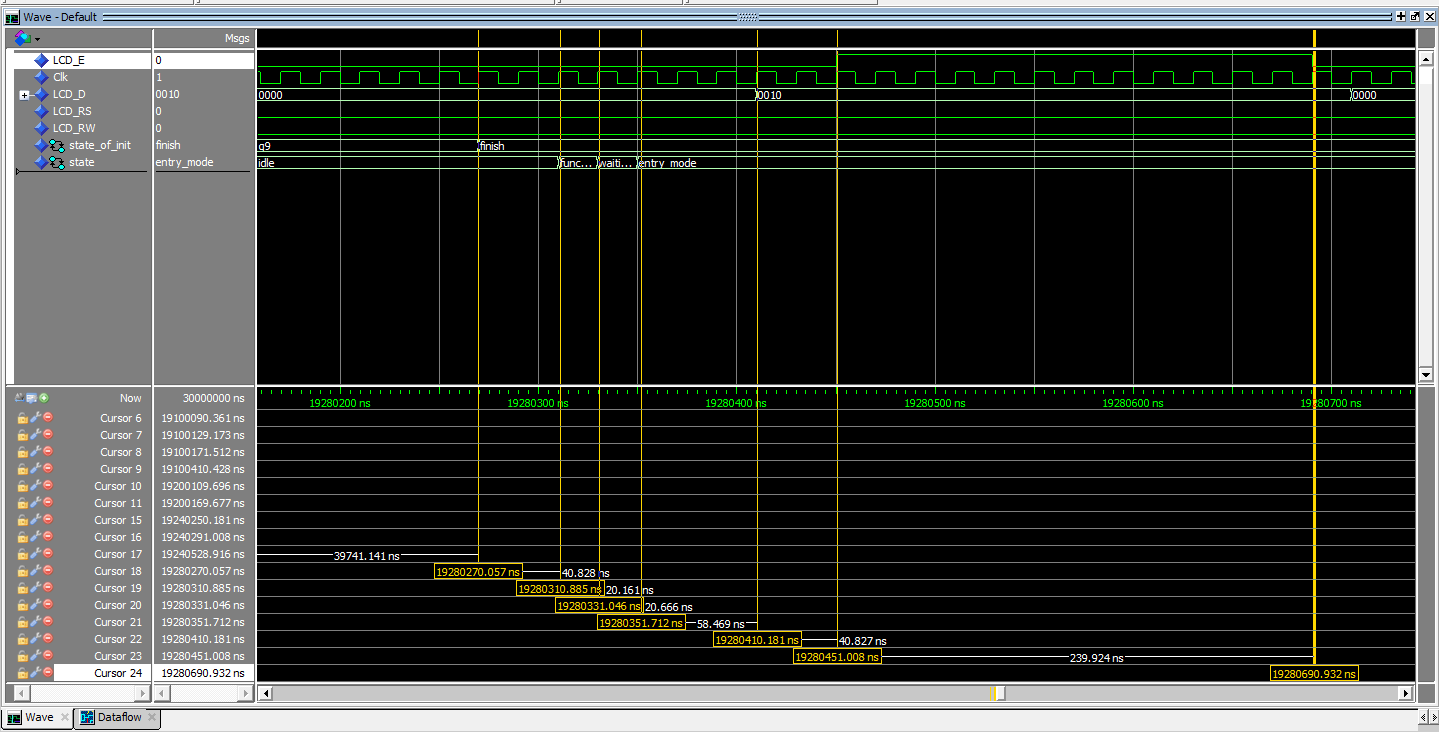 Wave - Default
Msgs
LCD_E 0
Clk 1
LCD_D 0010 0000 0010 0000
LCD_RS 0
LCD_RW 0
state_of_init finish g9 finish
state entry_mode idle func... waiti... entry_mode
Now 30000000 ns 19280200 ns 19280300 ns 19280400 ns 19280500 ns 19280600 ns 19280700 ns
Cursor 6 19100090.361 ns
Cursor 7 19100129.173 ns
Cursor 8 19100171.512 ns
Cursor 9 19100410.428 ns
Cursor 10 19200109.696 ns
Cursor 11 19200169.677 ns
Cursor 15 19240250.181 ns
Cursor 16 19240291.008 ns
Cursor 17 19240528.916 ns 39741.141 ns
Cursor 18 19280270.057 ns 19280270.057 ns 40.828 ns
Cursor 19 19280310.885 ns 19280310.885 ns 20.161 ns
Cursor 20 19280331.046 ns 19280331.046 ns 20.666 ns
Cursor 21 19280351.712 ns 19280351.712 ns 58.469 ns
Cursor 22 19280410.181 ns 19280410.181 ns 40.827 ns
Cursor 23 19280451.008 ns 19280451.008 ns 239.924 ns
Cursor 24 19280690.932 ns 19280690.932 ns
Wave Dataflow